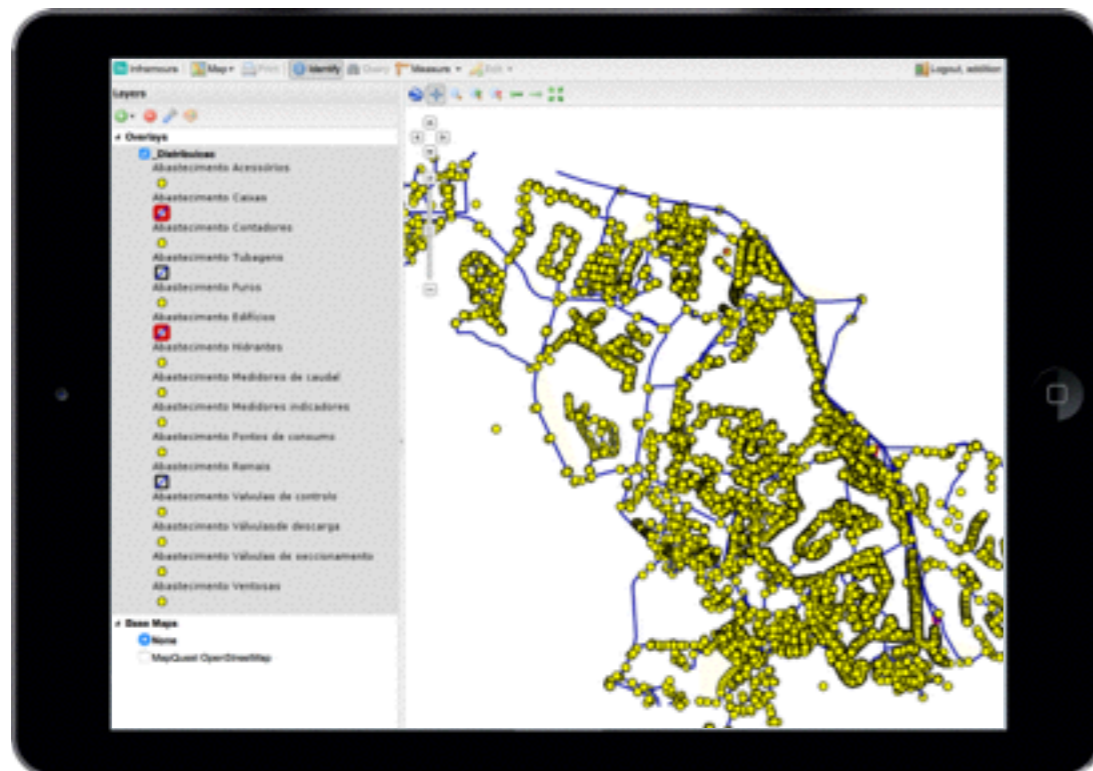 Inframoura Map Print Identify Query Measure Edit Logout, addition
Layers
Overlays
_Distribuicao
Abastecimento Acessórios
Abastecimento Caixas
Abastecimento Contadores
Abastecimento Tubagens
Abastecimento Furos
Abastecimento Edifícios
Abastecimento Hidrantes
Abastecimento Medidores de caudal
Abastecimento Medidores indicadores
Abastecimento Pontos de consumo
Abastecimento Ramais
Abastecimento Valvulas de controlo
Abastecimento Válvulasde descarga
Abastecimento Válvulas de seccionamento
Abastecimento Ventosas
Base Maps
None
MapQuest OpenStreetMap